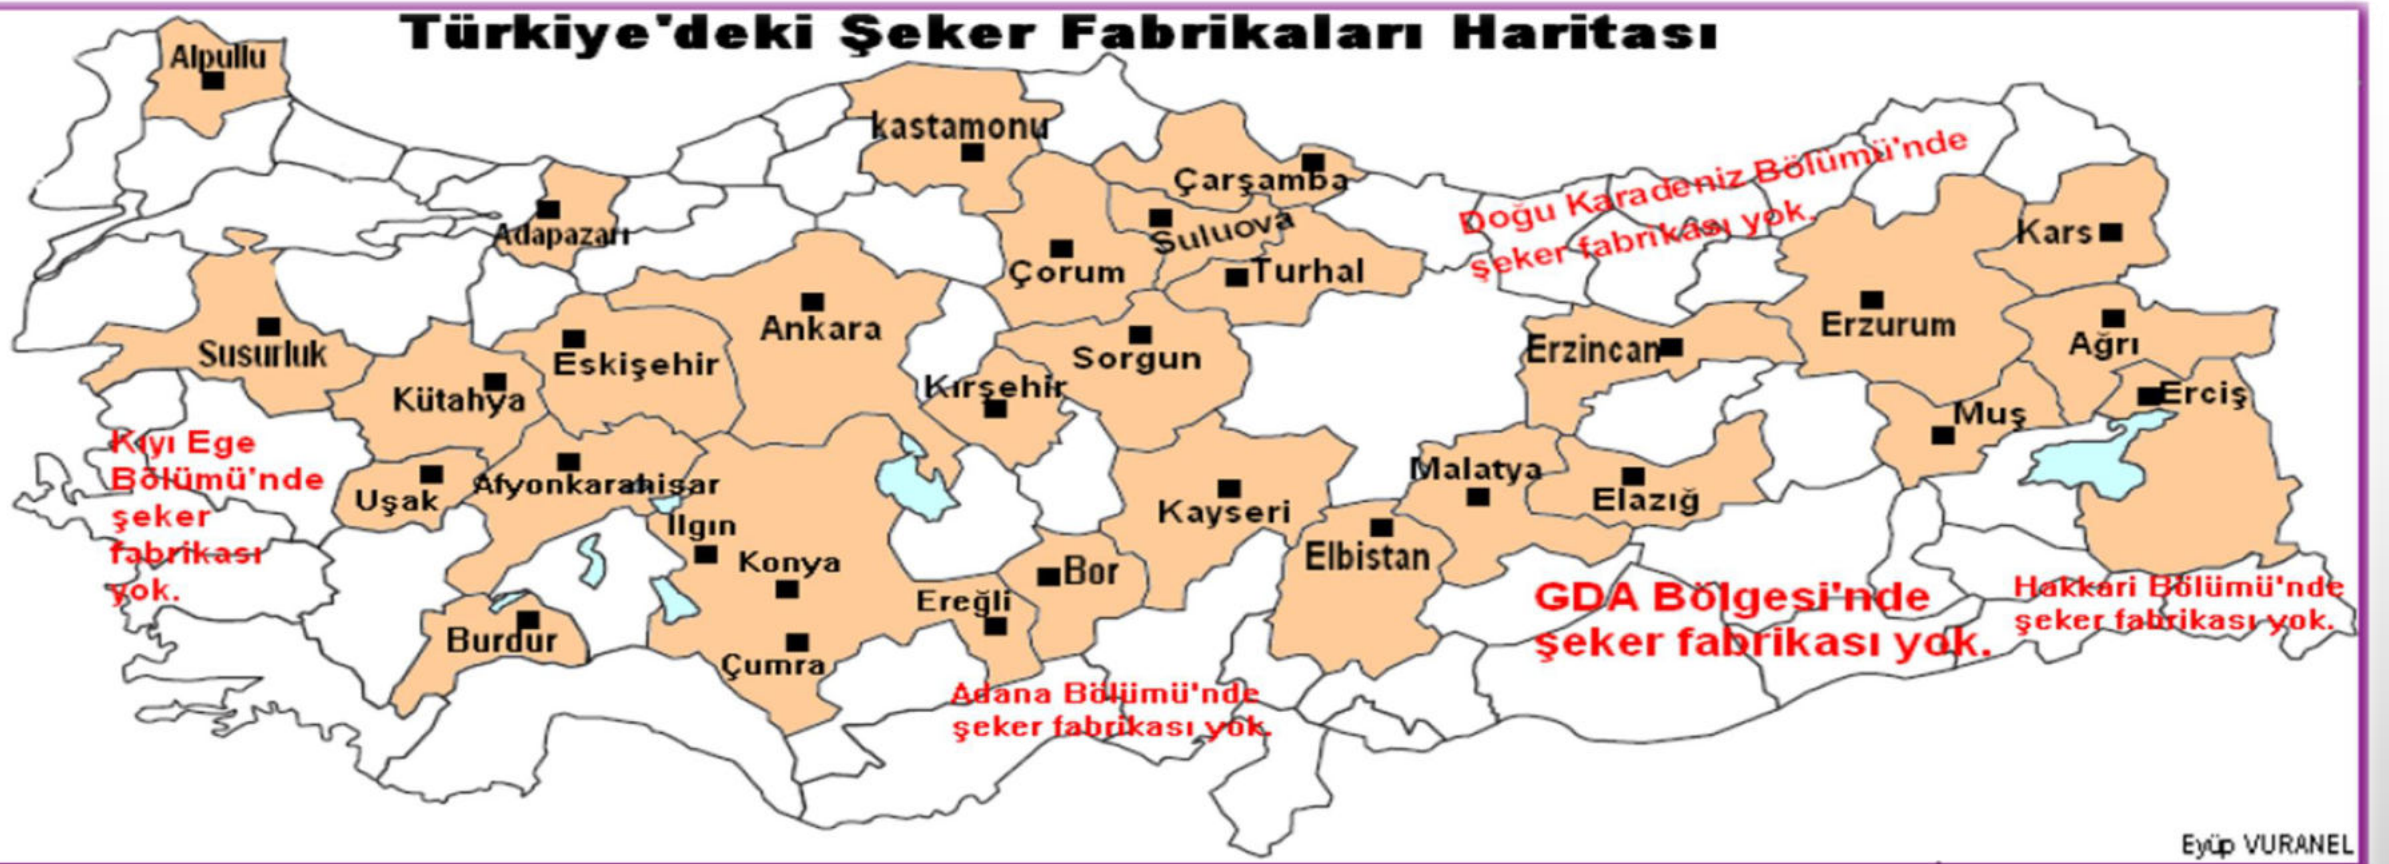 Türkiye'deki Şeker Fabrikaları Haritası
Alpullu
kastamonu
Çarşamba
Doğu Karadeniz Bölümü'nde
şeker fabrikası yok.
Adapazarı
Suluova
Kars
Çorum
Turhal
Ankara
Erzurum
Susurluk
Eskişehir
Sorgun
Erzincan
Ağrı
Kütahya
Kırşehir
Erciş
Muş
Kıyı Ege
Bölümü'nde
şeker
fabrikası
yok.
Uşak
Afyonkarahisar
Malatya
Elazığ
Kayseri
Ilgın
Konya
Elbistan
Bor
Ereğli
GDA Bölgesi'nde
şeker fabrikası yok.
Hakkari Bölümü'nde
şeker fabrikası yok.
Burdur
Çumra
Adana Bölümü'nde
şeker fabrikası yok.
Eyüp VURANEL